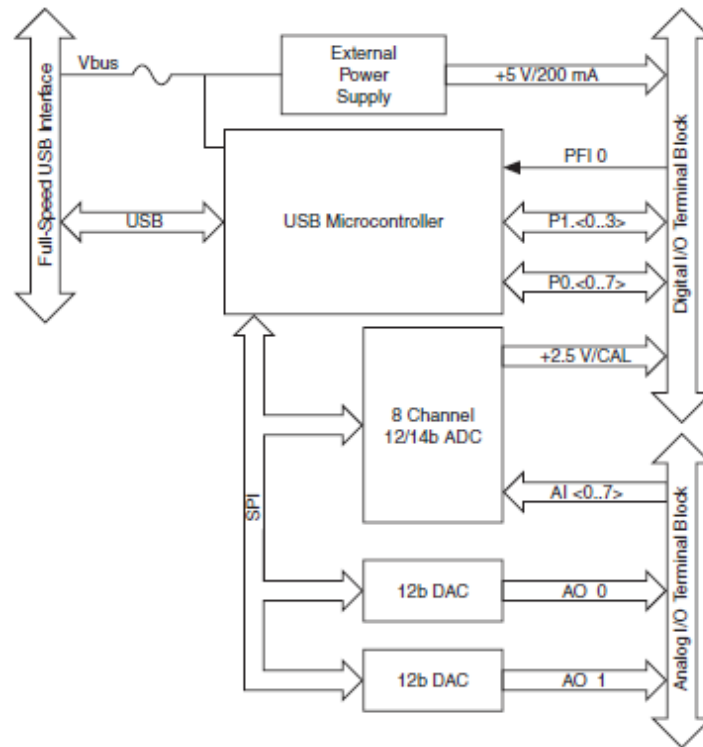 Full-Speed USB Interface
Vbus
External
Power
Supply
+5 V/200 mA
Digital I/O Terminal Block
PFI 0
USB
USB Microcontroller
P1.<0..3>
P0.<0..7>
+2.5 V/CAL
8 Channel
12/14b ADC
SPI
AI <0..7>
Analog I/O Terminal Block
12b DAC
AO 0
12b DAC
AO 1